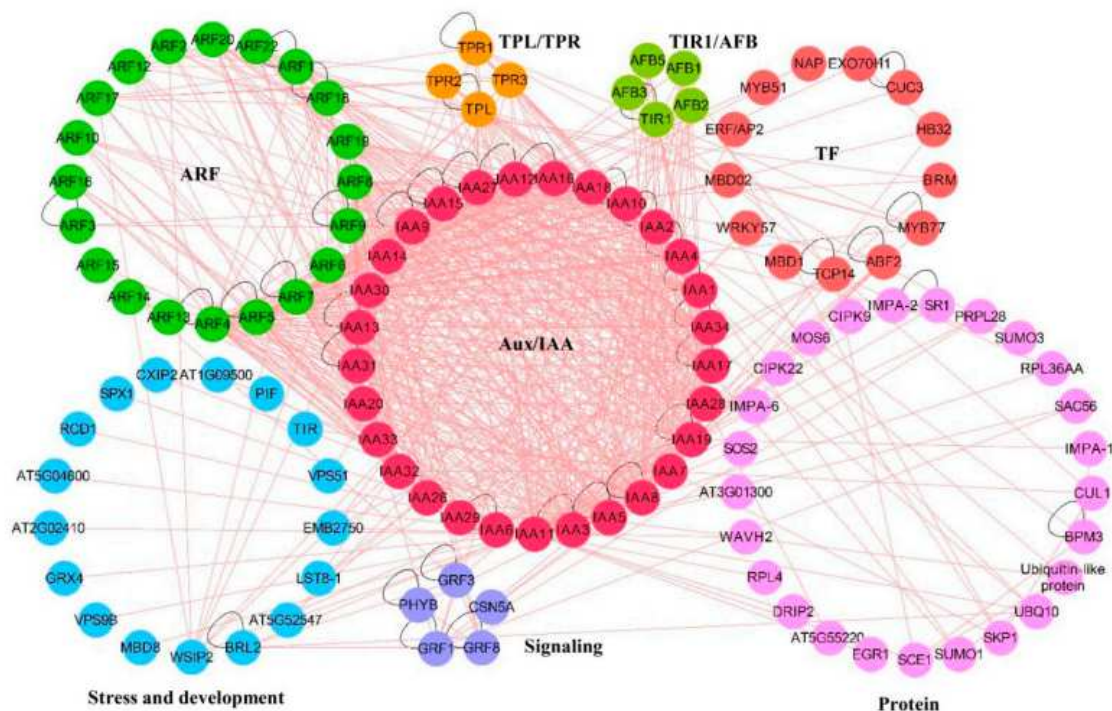 TPL/TPR
TPR1
TPR2
TPR3
TPL
TIR1/AFB
AFB5
AFB1
AFB3
AFB2
TIR1
ARF
ARF20
ARF2
ARF22
ARF12
ARF1
ARF17
ARF18
ARF10
ARF19
ARF16
ARF8
ARF3
ARF9
ARF15
ARF6
ARF14
ARF7
ARF13
ARF4
ARF5
TF
NAP
EXO70H1
MYB51
CUC3
ERF/AP2
HB32
MBD02
BRM
WRKY57
MYB77
MBD1
TCP14
ABF2
Aux/IAA
IAA12
IAA16
IAA27
IAA18
IAA15
IAA10
IAA9
IAA2
IAA14
IAA4
IAA30
IAA1
IAA13
IAA34
IAA31
IAA17
IAA20
IAA28
IAA33
IAA19
IAA32
IAA7
IAA26
IAA8
IAA29
IAA5
IAA6
IAA11
IAA3
Stress and development
CXIP2
AT1G09500
SPX1
PIF
RCD1
TIR
AT5G04600
VPS51
AT2G02410
EMB2750
GRX4
LST8-1
VPS9B
AT5G52547
MBD8
WSIP2
BRL2
Signaling
GRF3
PHYB
CSN5A
GRF1
GRF8
Protein
IMPA-2
SR1
CIPK9
PRPL28
MOS6
SUMO3
CIPK22
RPL36AA
IMPA-6
SAC56
SOS2
IMPA-1
AT3G01300
CUL1
WAVH2
BPM3
RPL4
Ubiquitin-like
protein
DRIP2
UBQ10
AT5G55220
SKP1
EGR1
SCE1
SUMO1